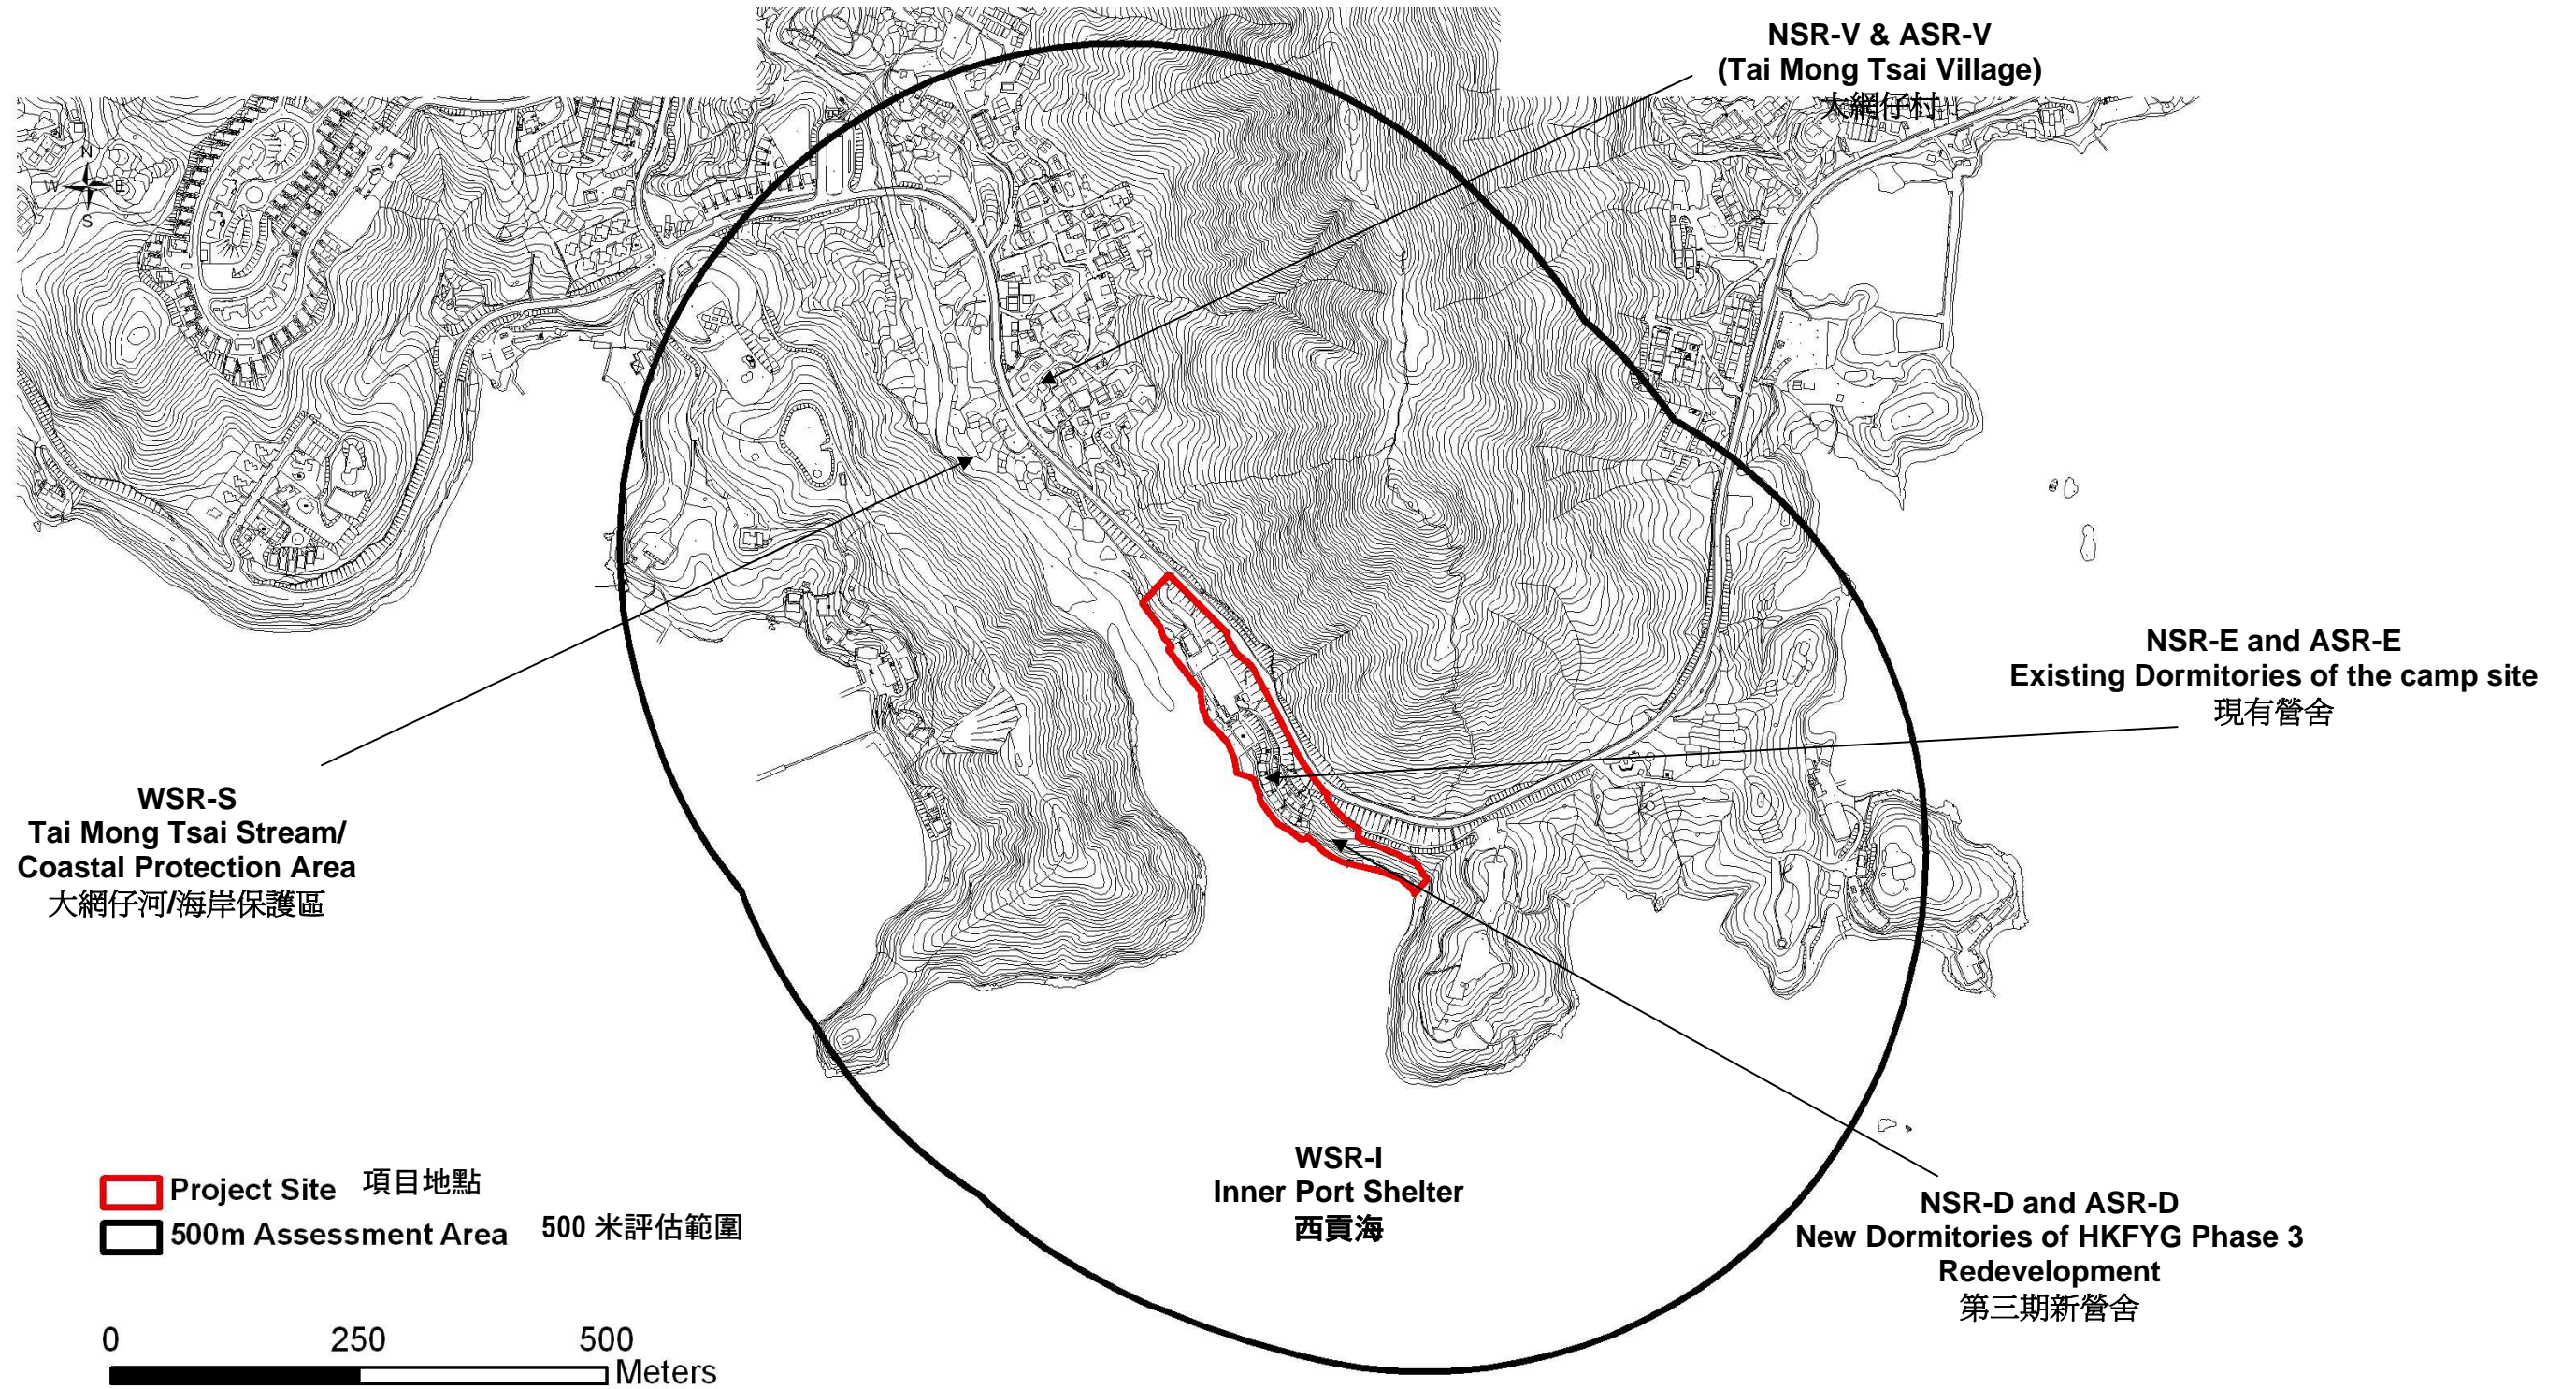 NSR-V & ASR-V
(Tai Mong Tsai Village)
大網仔村
N
W E
S
NSR-E and ASR-E
Existing Dormitories of the camp site
現有營舍
WSR-S
Tai Mong Tsai Stream/
Coastal Protection Area
大網仔河/海岸保護區
WSR-I
Inner Port Shelter
西貢海
NSR-D and ASR-D
New Dormitories of HKFYG Phase 3
Redevelopment
第三期新營舍
Project Site 項目地點
500m Assessment Area 500 米評估範圍
0 250 500
Meters